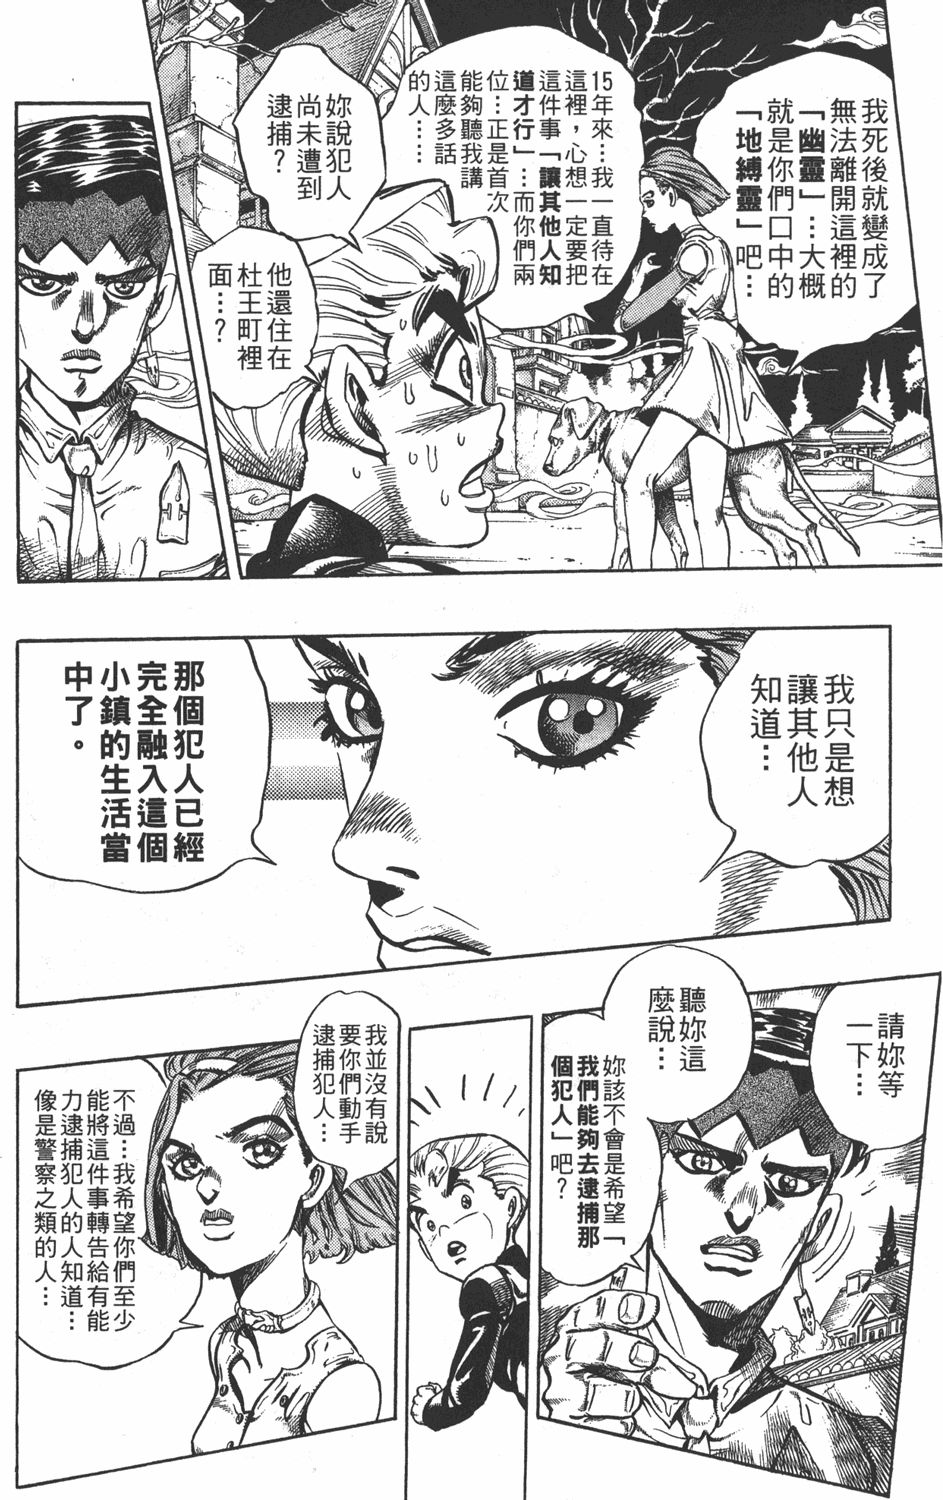 我死後就變成了
無法離開這裡的
「幽靈」…大概
就是你們口中的
「地縛靈」吧…
15年來…我一直待在
這裡，心想一定要把
這件事「讓其他人知
道才行」…而你們兩
位…正是首次
能夠聽我講
這麼多話
的人……
妳說犯人
尚未遭到
逮捕？
他還住在
杜王町裡
面…？
我只是想
讓其他人
知道…
那個犯人已經
完全融入這個
小鎮的生活當
中了。
請妳等
一下…
聽妳這
麼說…
妳該不會是希望「
我們能夠去逮捕那
個犯人」吧？
我並沒有說
要你們動手
逮捕犯人…
不過…我希望你們至少
能將這件事轉告給有能
力逮捕犯人的人知道…
像是警察之類的人…